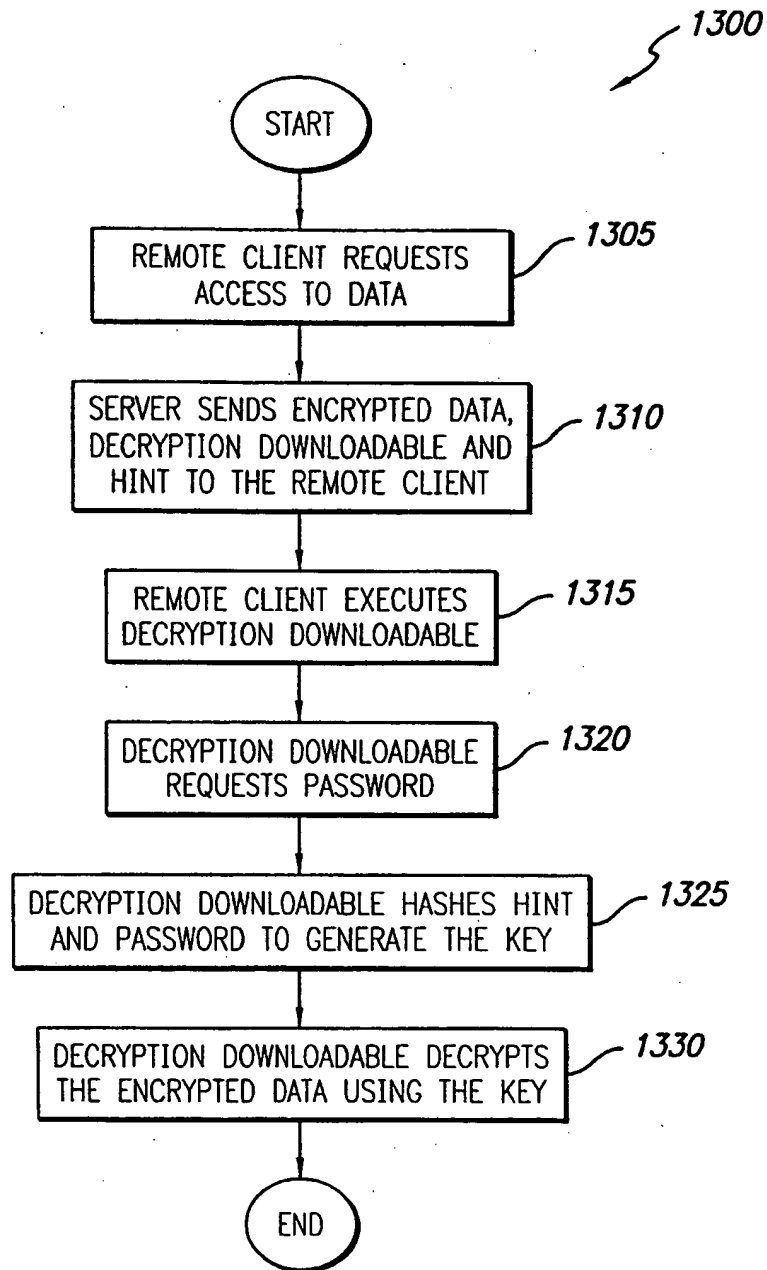 1300
START
REMOTE CLIENT REQUESTS
ACCESS TO DATA
1305
SERVER SENDS ENCRYPTED DATA,
DECRYPTION DOWNLOADABLE AND
HINT TO THE REMOTE CLIENT
1310
REMOTE CLIENT EXECUTES
DECRYPTION DOWNLOADABLE
1315
DECRYPTION DOWNLOADABLE
REQUESTS PASSWORD
1320
DECRYPTION DOWNLOADABLE HASHES HINT
AND PASSWORD TO GENERATE THE KEY
1325
DECRYPTION DOWNLOADABLE DECRYPTS
THE ENCRYPTED DATA USING THE KEY
1330
END